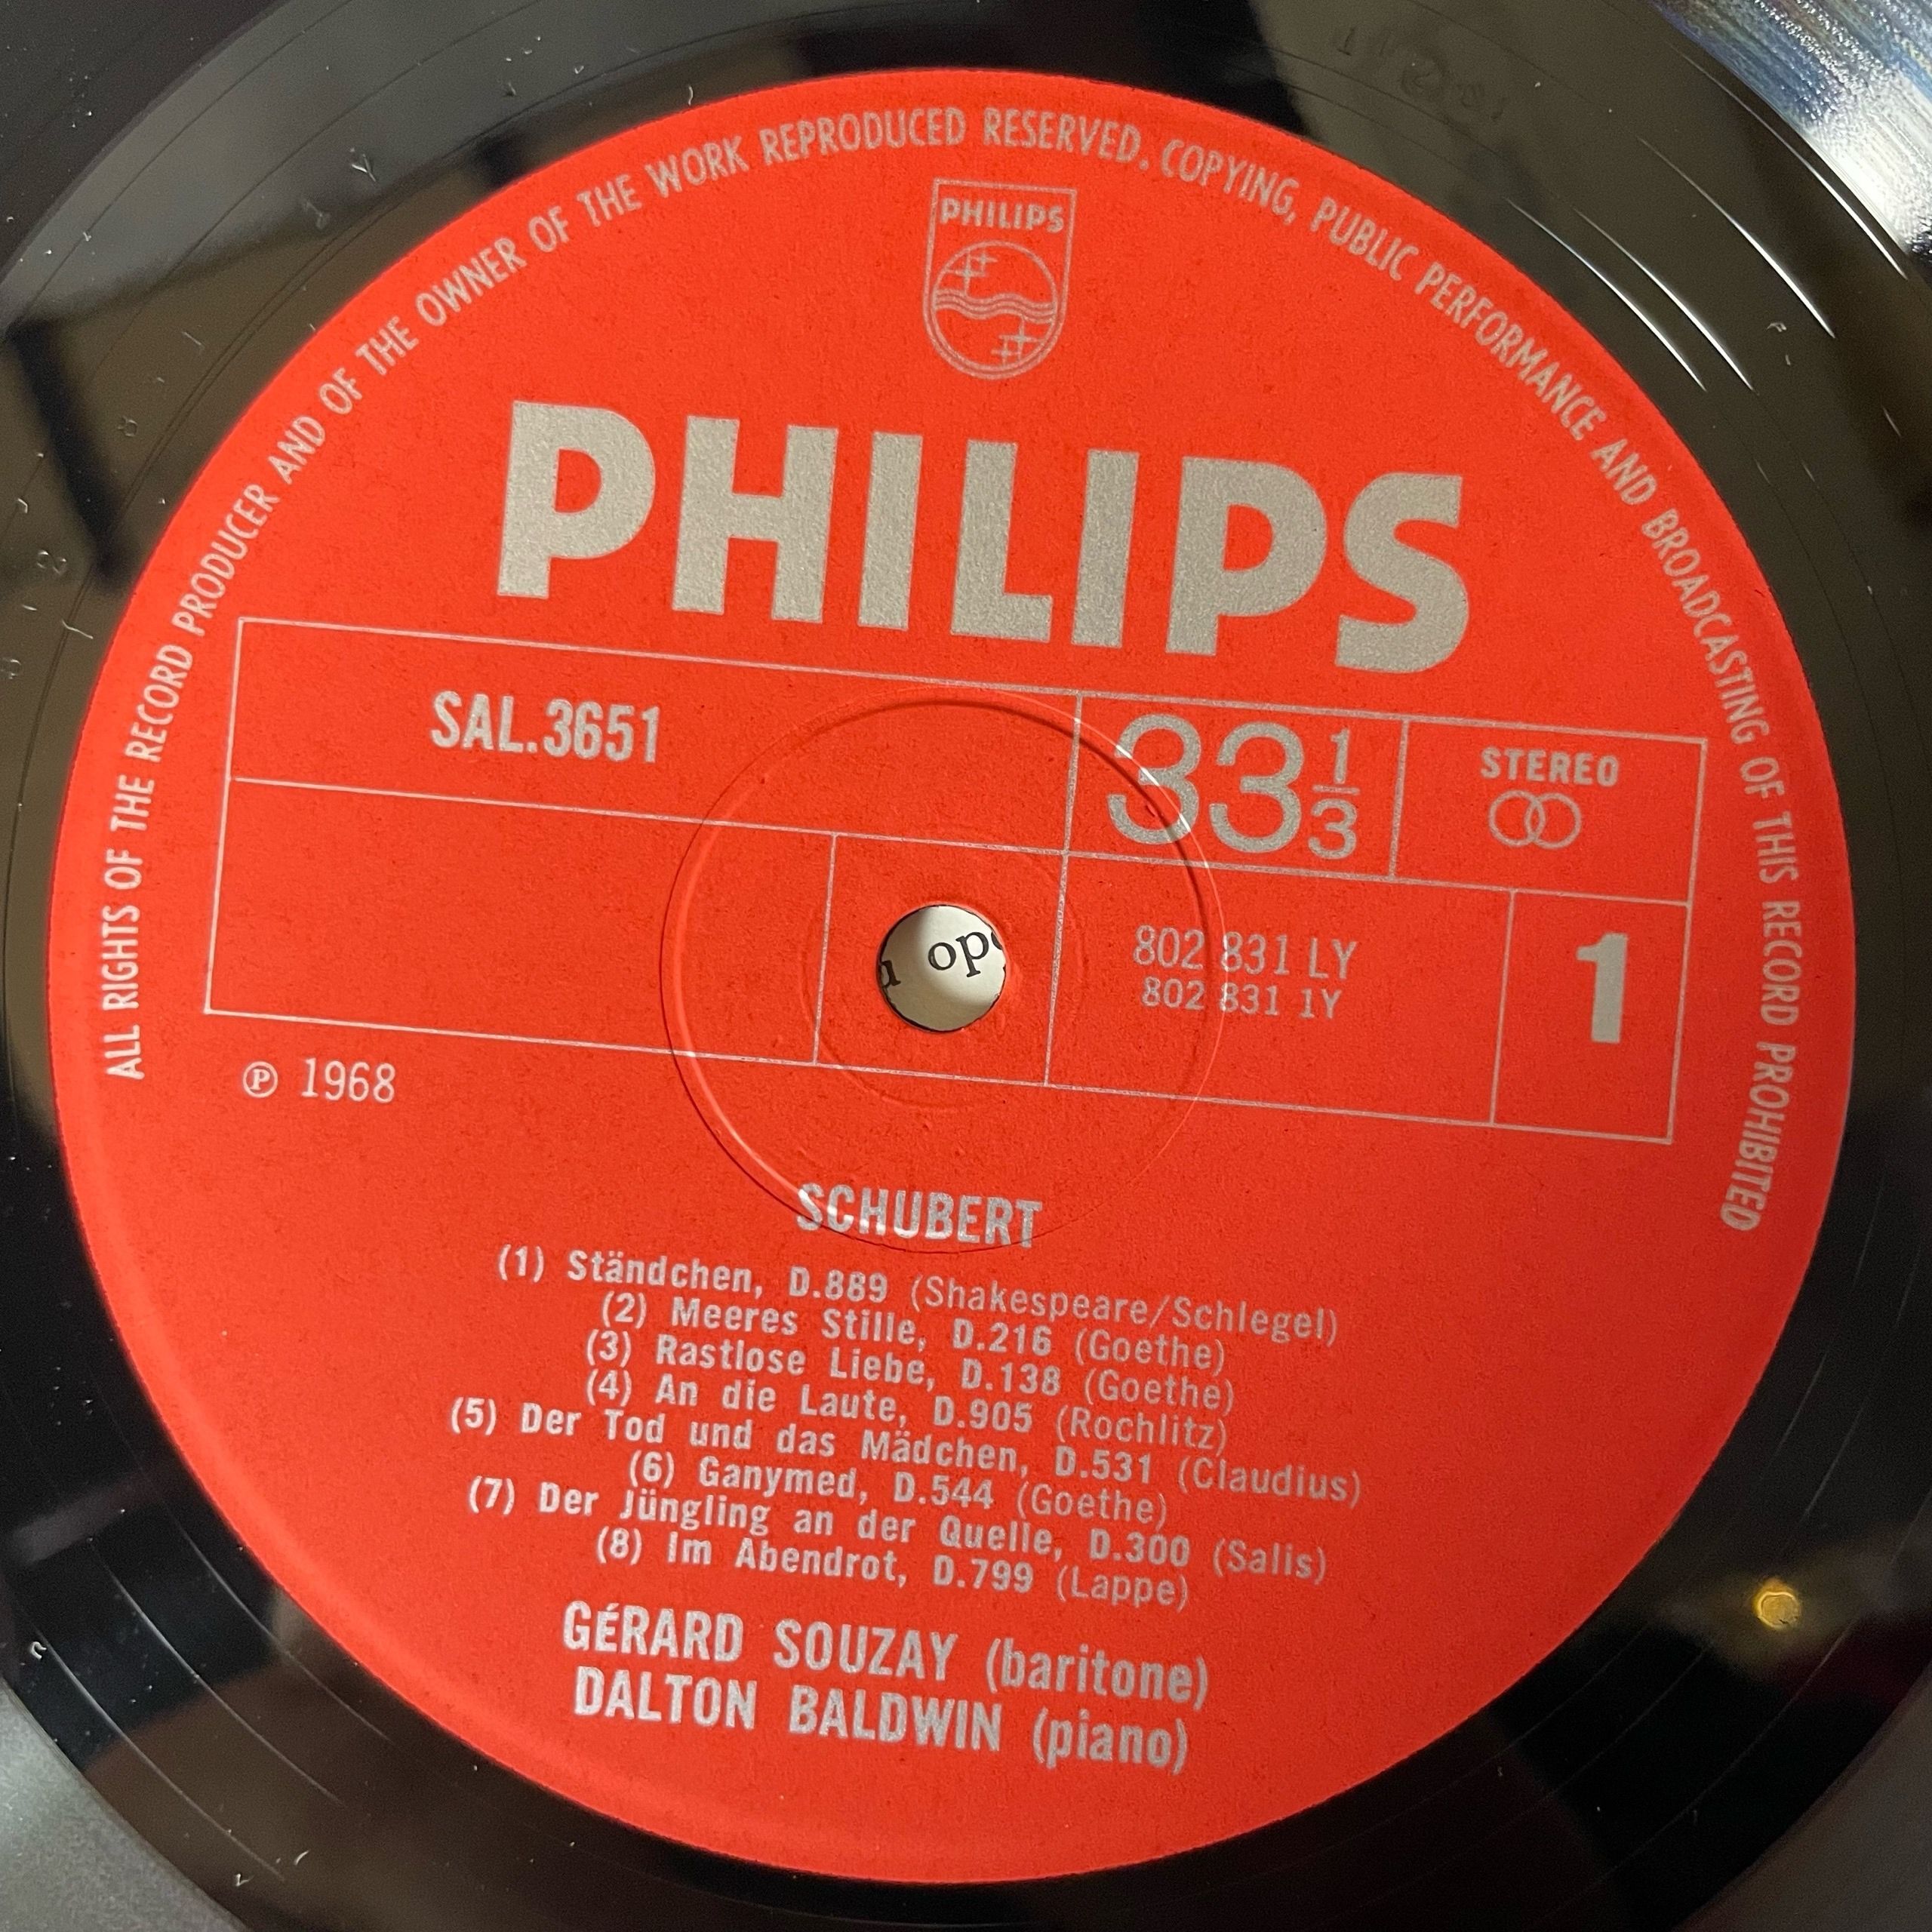 ALL RIGHTS OF THE RECORD PRODUCER AND OF THE OWNER OF THE WORK REPRODUCED RESERVED. COPYING, PUBLIC PERFORMANCE AND BROADCASTING OF THIS RECORD PROHIBITED
PHILIPS
PHILIPS
SAL.3651
33 1/3
STEREO
802 831 LY
802 831 1Y
1
op
℗ 1968
SCHUBERT
(1) Ständchen, D.889 (Shakespeare/Schlegel)
(2) Meeres Stille, D.216 (Goethe)
(3) Rastlose Liebe, D.138 (Goethe)
(4) An die Laute, D.905 (Rochlitz)
(5) Der Tod und das Mädchen, D.531 (Claudius)
(6) Ganymed, D.544 (Goethe)
(7) Der Jüngling an der Quelle, D.300 (Salis)
(8) Im Abendrot, D.799 (Lappe)
GÉRARD SOUZAY (baritone)
DALTON BALDWIN (piano)